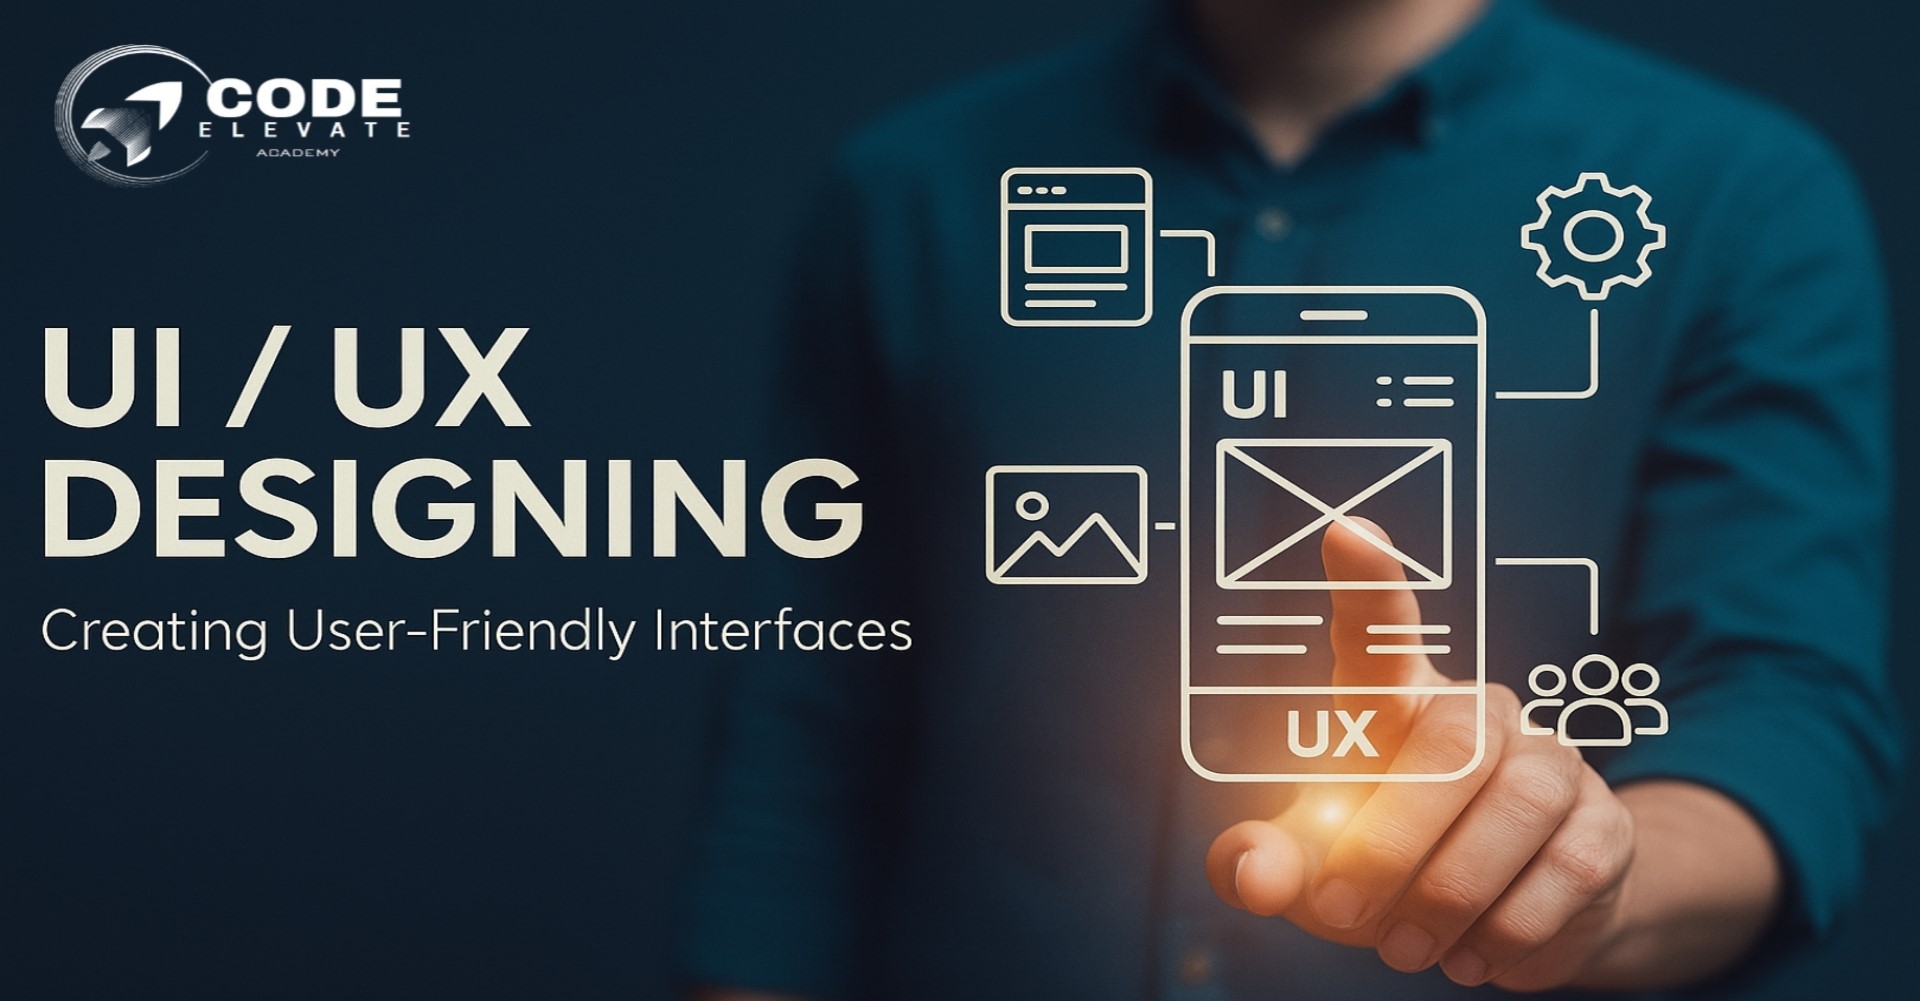 CODE
ELEVATE
ACADEMY
UI / UX
DESIGNING
Creating User-Friendly Interfaces
UI
UX